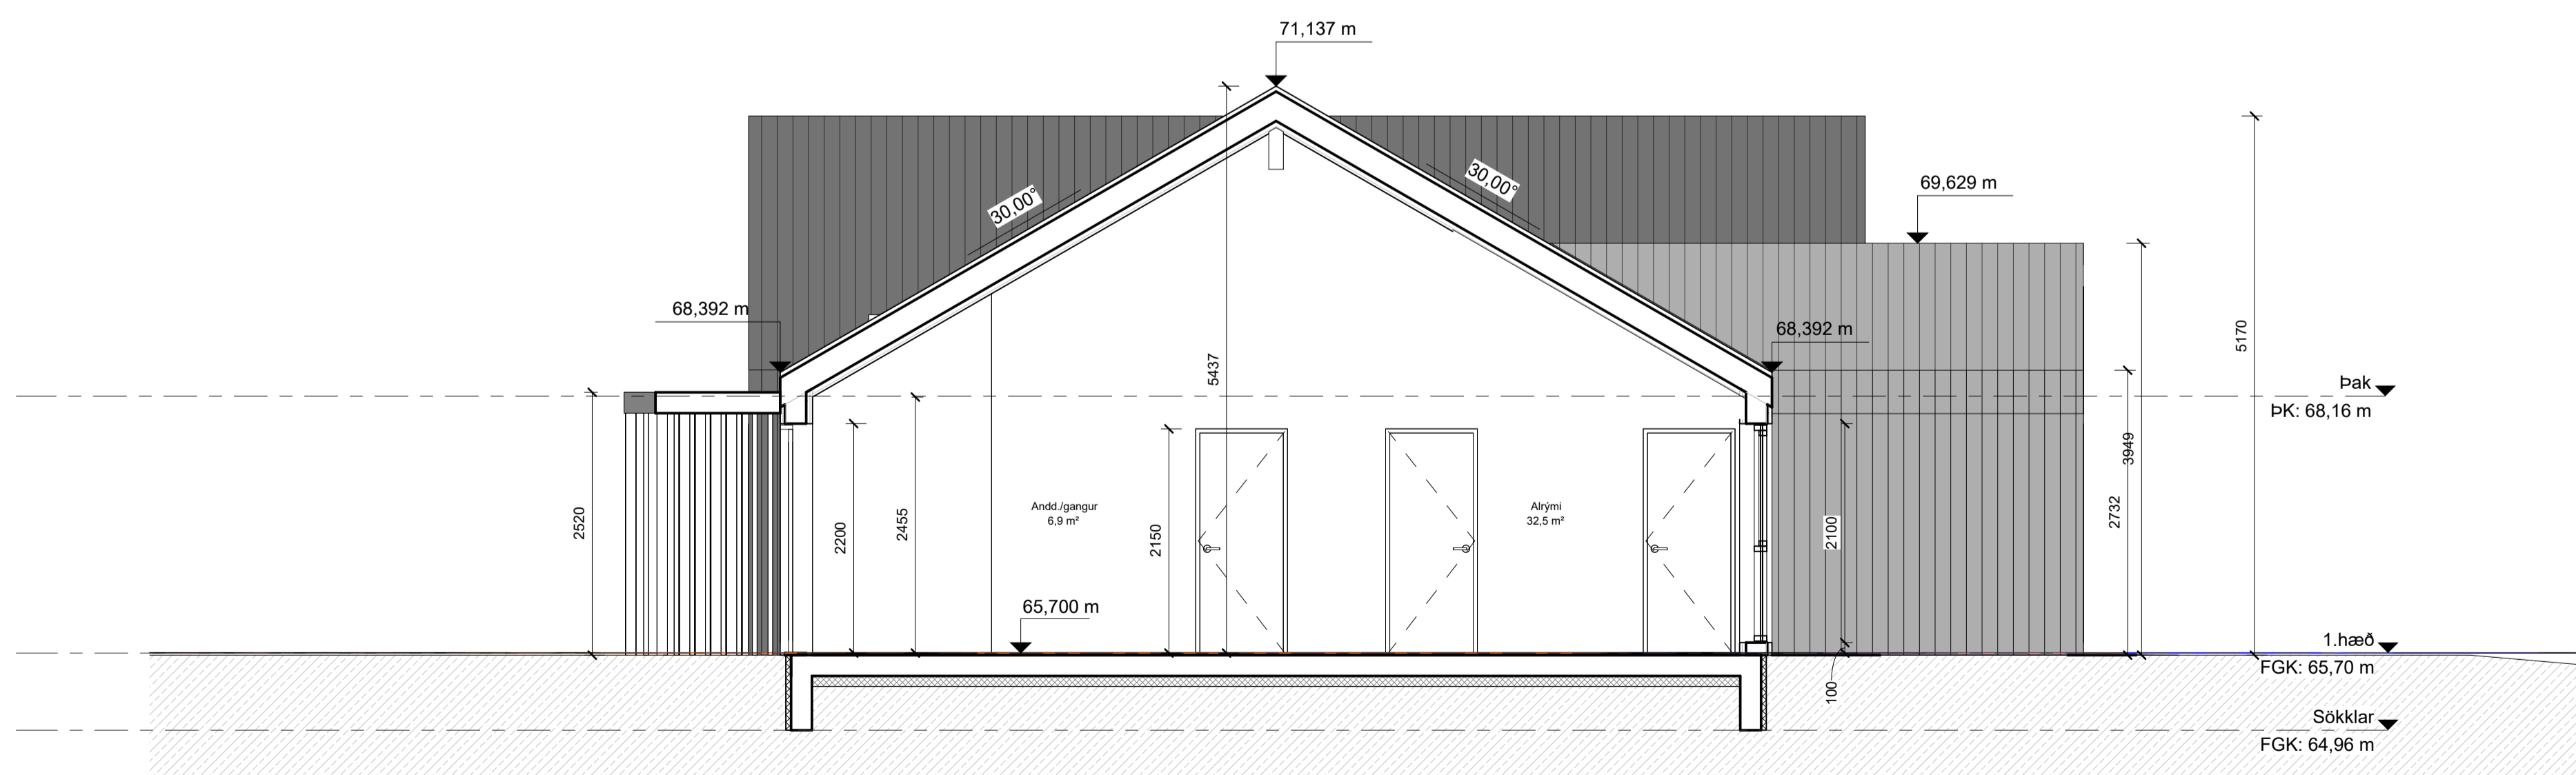 71,137 m
30,00°
30,00°
69,629 m
68,392 m
68,392 m
5437
5170
Þak
ÞK: 68,16 m
3949
2732
2520
2200
2455
Andd./gangur
6,9 m²
2150
Alrými
32,5 m²
2100
65,700 m
1.hæð
FGK: 65,70 m
100
Sökklar
FGK: 64,96 m